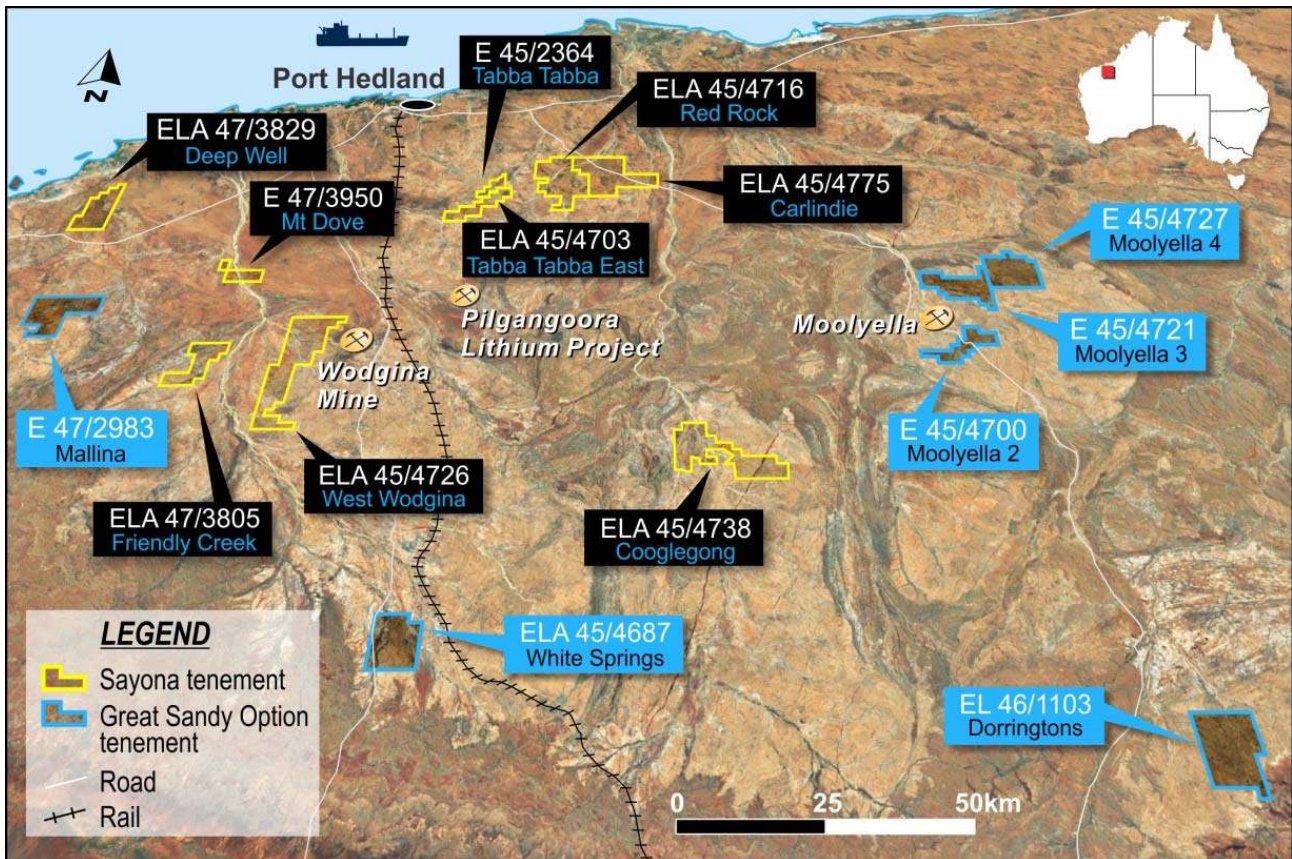 Port Hedland
N
E 45/2364
Tabba Tabba
ELA 45/4716
Red Rock
ELA 47/3829
Deep Well
E 47/3950
Mt Dove
ELA 45/4775
Carlindie
ELA 45/4703
Tabba Tabba East
E 45/4727
Moolyella 4
Pilgangoora
Lithium Project
Moolyella
E 45/4721
Moolyella 3
Wodgina
Mine
E 47/2983
Mallina
E 45/4700
Moolyella 2
ELA 45/4726
West Wodgina
ELA 47/3805
Friendly Creek
ELA 45/4738
Cooglegong
ELA 45/4687
White Springs
EL 46/1103
Dorringtons
LEGEND
Sayona tenement
Great Sandy Option
tenement
Road
Rail
0 25 50km